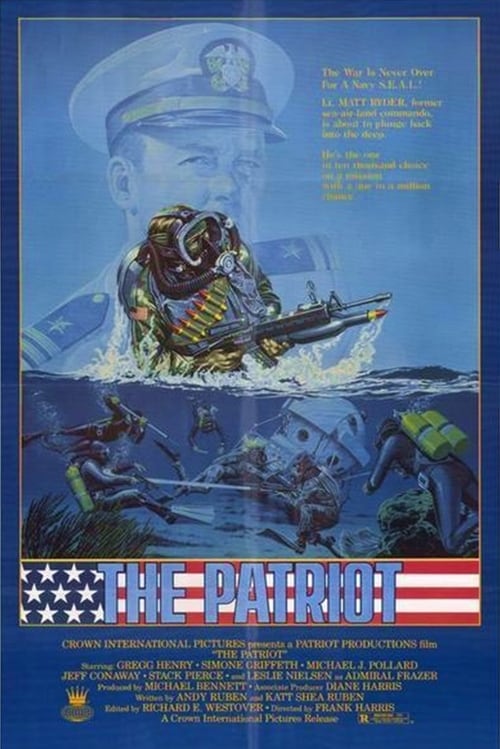 The War Is Never Over
For A Navy S.E.A.L.!
Lt. MATT RYDER, former
sea-air-land commando,
is about to plunge back
into the deep.
He's the one
in ten thousand choice
on a mission
with a one in a million
chance.
THE PATRIOT
CROWN INTERNATIONAL PICTURES presents a PATRIOT PRODUCTIONS film
"THE PATRIOT"
Starring: GREGG HENRY • SIMONE GRIFFETH • MICHAEL J. POLLARD
JEFF CONAWAY • STACK PIERCE • and LESLIE NIELSEN as ADMIRAL FRAZER
Produced by MICHAEL BENNETT • Associate Producer DIANE HARRIS
Written by ANDY RUBEN and KATT SHEA RUBEN
Edited by RICHARD E. WESTOVER • Directed by FRANK HARRIS
A Crown International Pictures Release
R